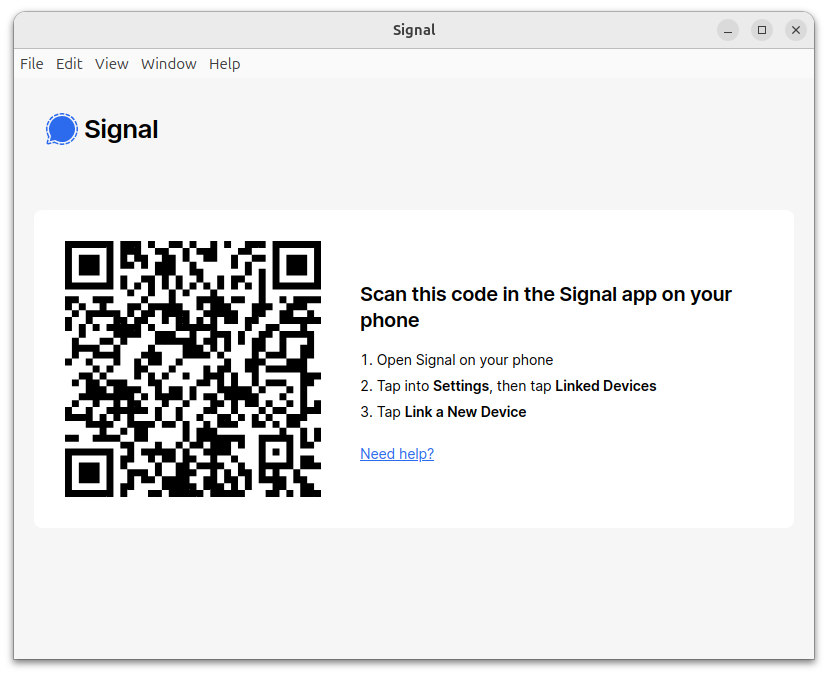 Signal
File Edit View Window Help
Signal
Scan this code in the Signal app on your
phone
1. Open Signal on your phone
2. Tap into Settings, then tap Linked Devices
3. Tap Link a New Device
Need help?